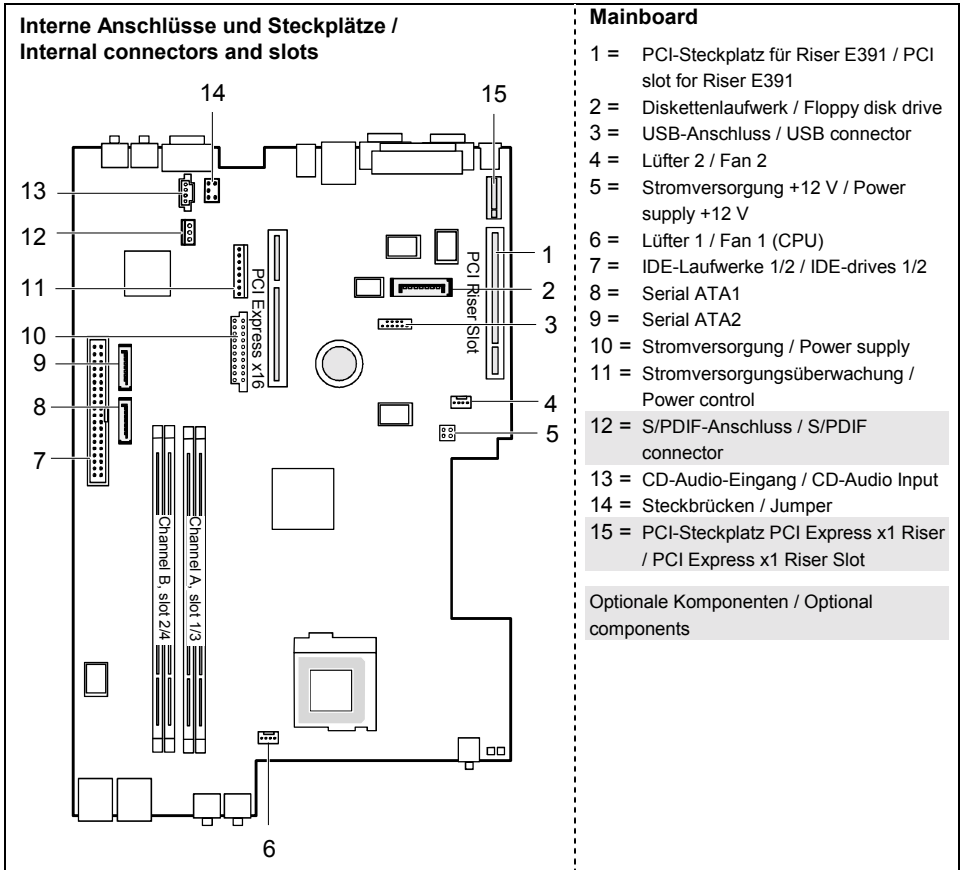 Interne Anschlüsse und Steckplätze /
Internal connectors and slots
14
15
13
12
11
10
9
8
7
1
2
3
4
5
6
PCI Express x16
PCI Riser Slot
Channel B, slot 2/4
Channel A, slot 1/3
Mainboard
1 = PCI-Steckplatz für Riser E391 / PCI
slot for Riser E391
2 = Diskettenlaufwerk / Floppy disk drive
3 = USB-Anschluss / USB connector
4 = Lüfter 2 / Fan 2
5 = Stromversorgung +12 V / Power
supply +12 V
6 = Lüfter 1 / Fan 1 (CPU)
7 = IDE-Laufwerke 1/2 / IDE-drives 1/2
8 = Serial ATA1
9 = Serial ATA2
10 = Stromversorgung / Power supply
11 = Stromversorgungsüberwachung /
Power control
12 = S/PDIF-Anschluss / S/PDIF
connector
13 = CD-Audio-Eingang / CD-Audio Input
14 = Steckbrücken / Jumper
15 = PCI-Steckplatz PCI Express x1 Riser
/ PCI Express x1 Riser Slot
Optionale Komponenten / Optional
components